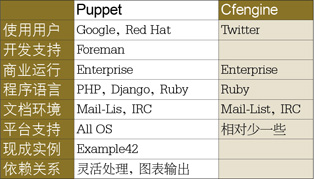 Puppet Cfengine
使用用户 Google, Red Hat Twitter
开发支持 Foreman
商业运行 Enterprise Enterprise
程序语言 PHP, Django, Ruby Ruby
文档环境 Mail-Lis, IRC Mail-List, IRC
平台支持 All OS 相对少一些
现成实例 Example42
依赖关系 灵活处理，图表输出